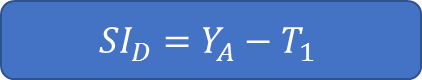 SI_D = Y_A − T_1